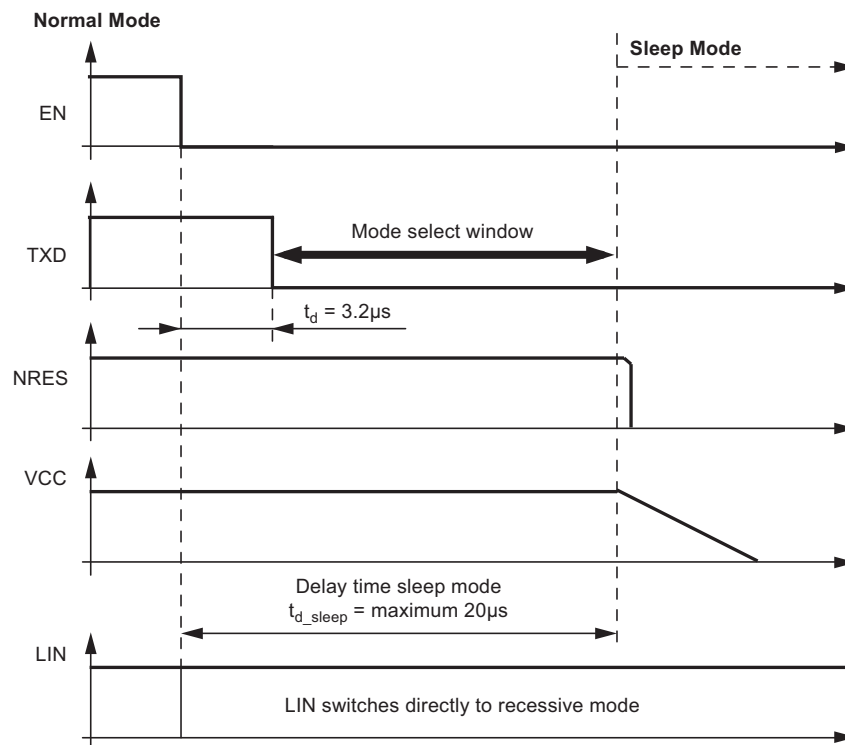 Normal Mode
Sleep Mode
EN
TXD
Mode select window
t_d = 3.2µs
NRES
VCC
Delay time sleep mode
t_d_sleep = maximum 20µs
LIN
LIN switches directly to recessive mode